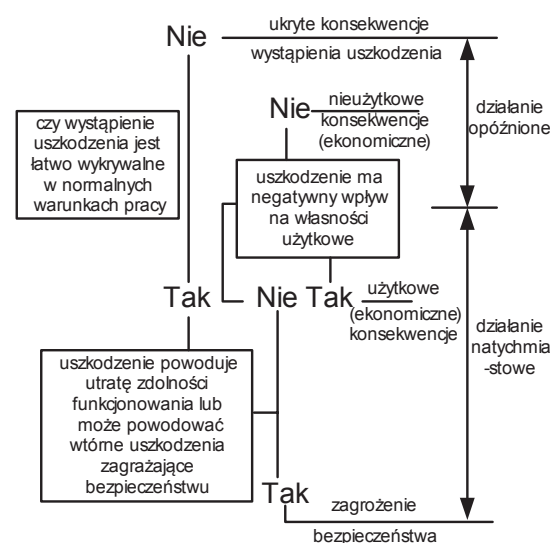 Nie
ukryte konsekwencje
wystąpienia uszkodzenia
czy wystąpienie
uszkodzenia jest
łatwo wykrywalne
w normalnych
warunkach pracy
Nie
nieużytkowe
konsekwencje
(ekonomiczne)
działanie
opóźnione
uszkodzenie ma
negatywny wpływ
na własności
użytkowe
Tak
Nie
Tak
użytkowe
(ekonomiczne)
konsekwencje
działanie
natychmia
-stowe
uszkodzenie powoduje
utratę zdolności
funkcjonowania lub
może powodować
wtórne uszkodzenia
zagrażające
bezpieczeństwu
Tak
zagrożenie
bezpieczeństwa